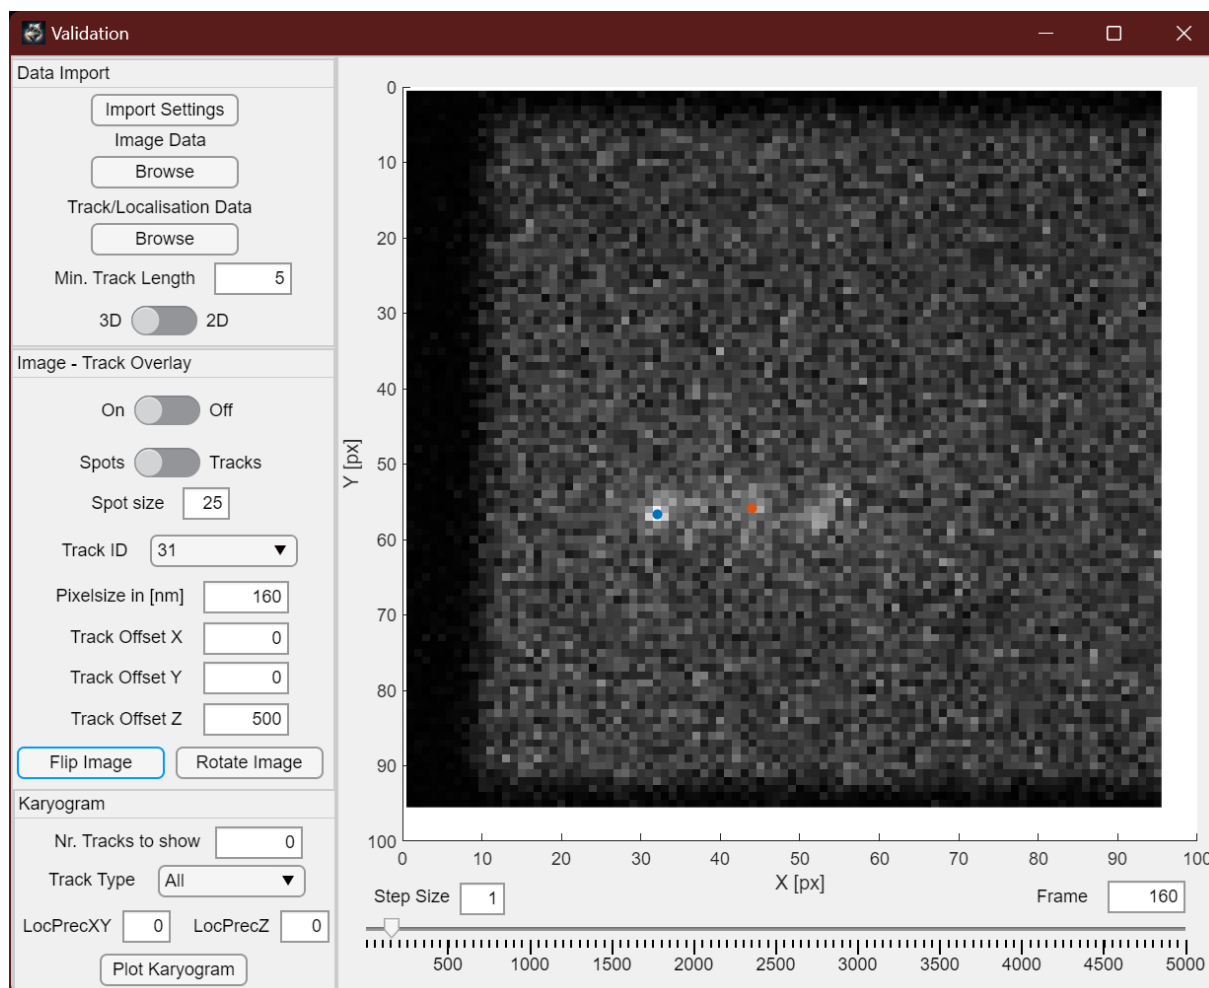 Validation
Data Import
Import Settings
Image Data
Browse
Track/Localisation Data
Browse
Min. Track Length 5
3D 2D
Image - Track Overlay
On Off
Spots Tracks
Spot size 25
Track ID 31
Pixelsize in [nm] 160
Track Offset X 0
Track Offset Y 0
Track Offset Z 500
Flip Image Rotate Image
Karyogram
Nr. Tracks to show 0
Track Type All
LocPrecXY 0 LocPrecZ 0
Plot Karyogram
0
10
20
30
40
50
60
70
80
90
100
Y [px]
0 10 20 30 40 50 60 70 80 90 100
X [px]
Step Size 1 Frame 160
500 1000 1500 2000 2500 3000 3500 4000 4500 5000